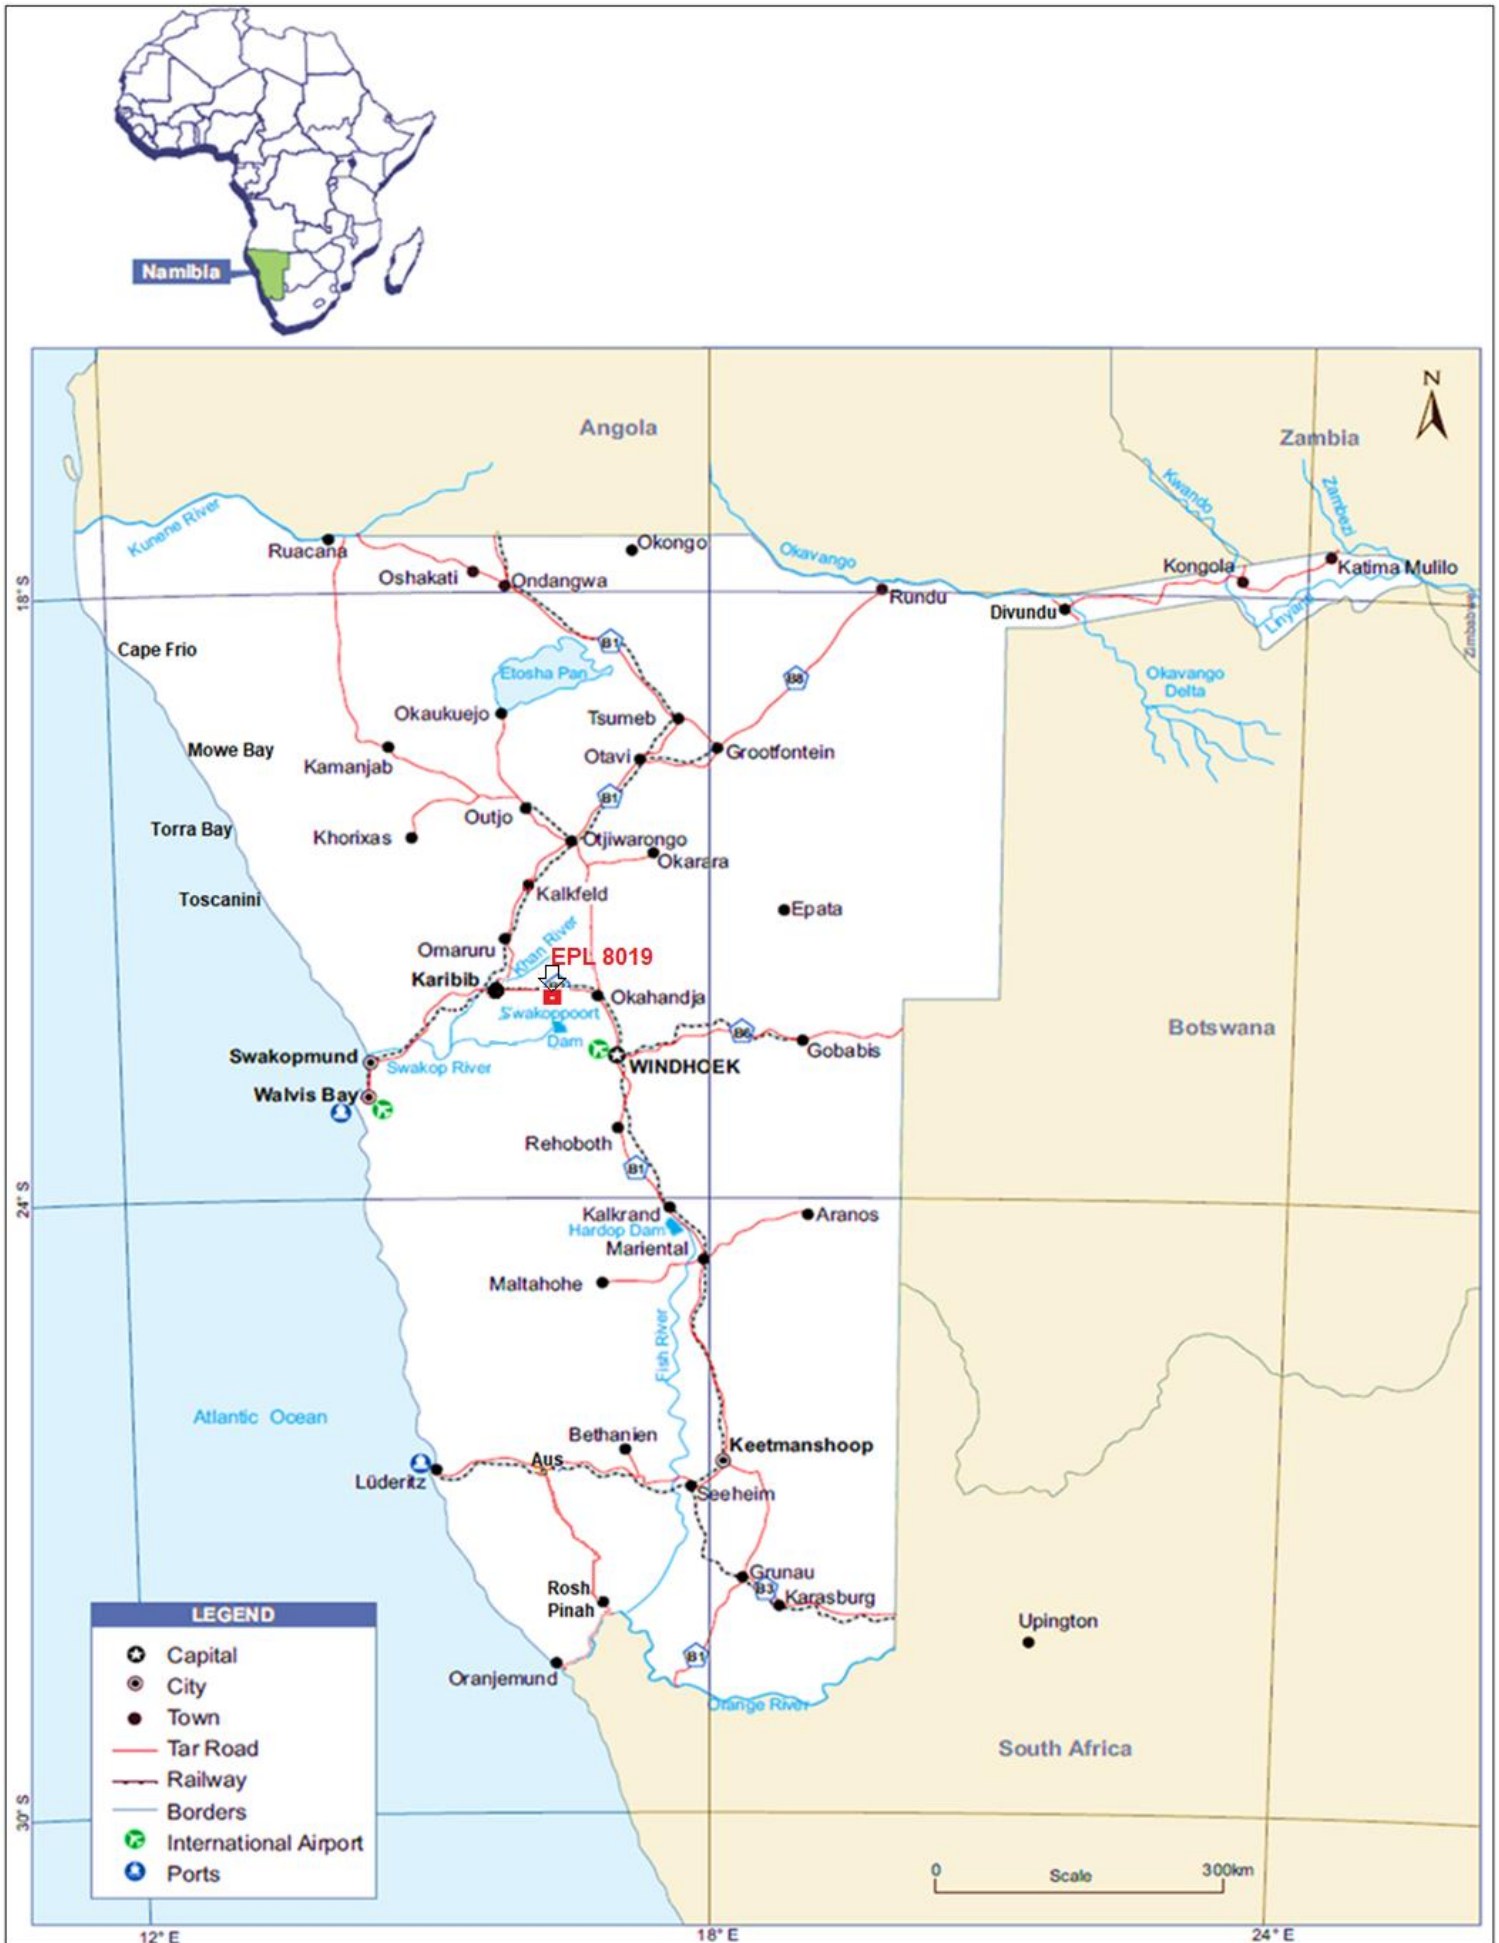 Namibia
N
Angola
Zambia
Kwando
Zambezi
Kunene River
Ruacana
Okongo
Okavango
Oshakati
Ondangwa
Kongola
Katima Mulilo
18° S
Rundu
Divundu
Linyanti
Zimbabwe
Cape Frio
B1
Etosha Pan
B8
Okavango
Delta
Okaukuejo
Tsumeb
Mowe Bay
Kamanjab
Otavi
Grootfontein
B1
Outjo
Torra Bay
Khorixas
Otjiwarongo
Okarara
Toscanini
Kalkfeld
Epata
Omaruru
Khan River
EPL 8019
Karibib
Okahandja
Swakoppoort
Dam
B6
Botswana
Swakopmund
Swakop River
WINDHOEK
Gobabis
Walvis Bay
Rehoboth
B1
24° S
Kalkrand
Aranos
Hardop Dam
Mariental
Maltahohe
Fish River
Atlantic Ocean
Bethanien
Keetmanshoop
Aus
Lüderitz
Seeheim
Grunau
B3
Karasburg
Rosh
Pinah
Upington
B1
Oranjemund
Orange River
South Africa
LEGEND
Capital
City
Town
Tar Road
Railway
Borders
International Airport
Ports
30° S
0
Scale
300km
12° E
18° E
24° E